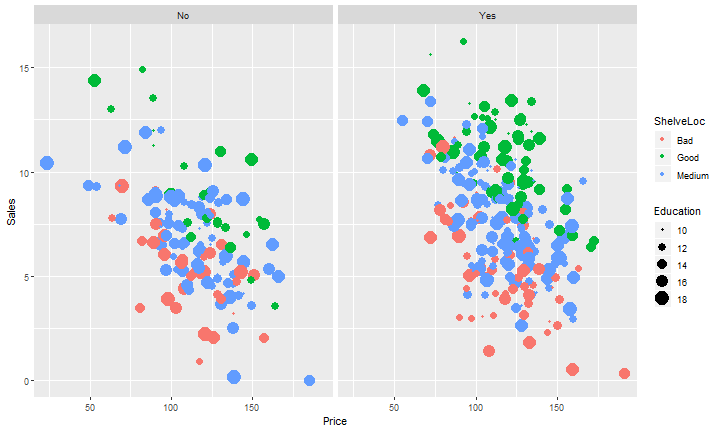 No Yes
15
10
5
0
Sales
50 100 150 50 100 150
Price
ShelveLoc
Bad
Good
Medium
Education
10
12
14
16
18